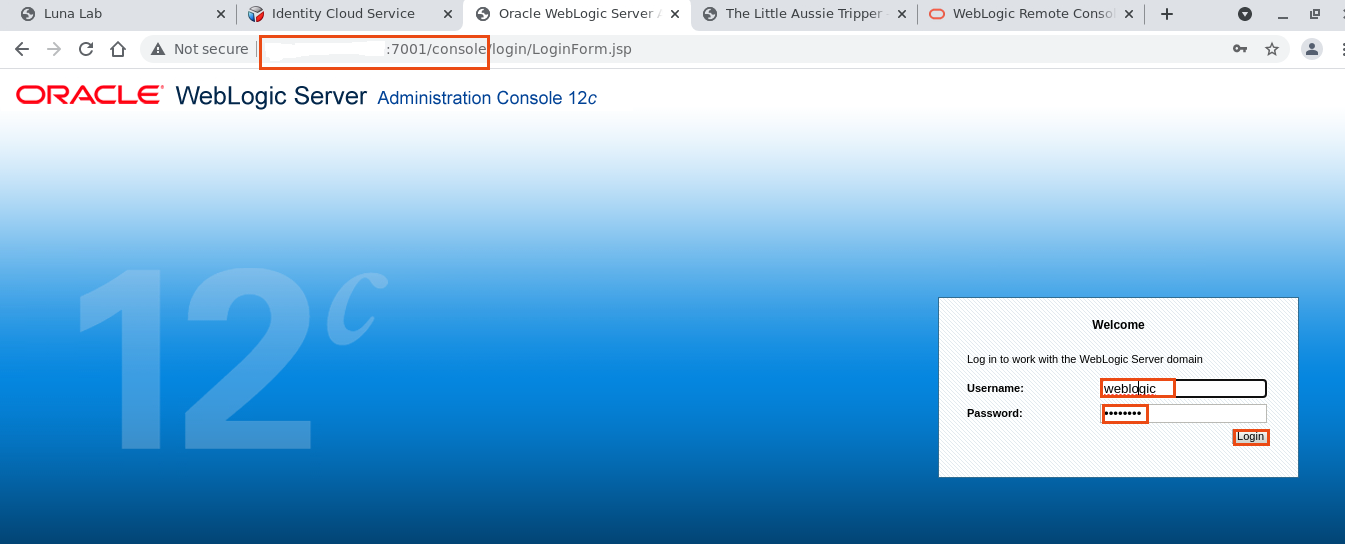 Luna Lab
Identity Cloud Service
Oracle WebLogic Server A
The Little Aussie Tripper
WebLogic Remote Conso
Not secure
:7001/console/login/LoginForm.jsp
ORACLE WebLogic Server Administration Console 12c
12c
Welcome
Log in to work with the WebLogic Server domain
Username: weblogic
Password: ••••••••
Login